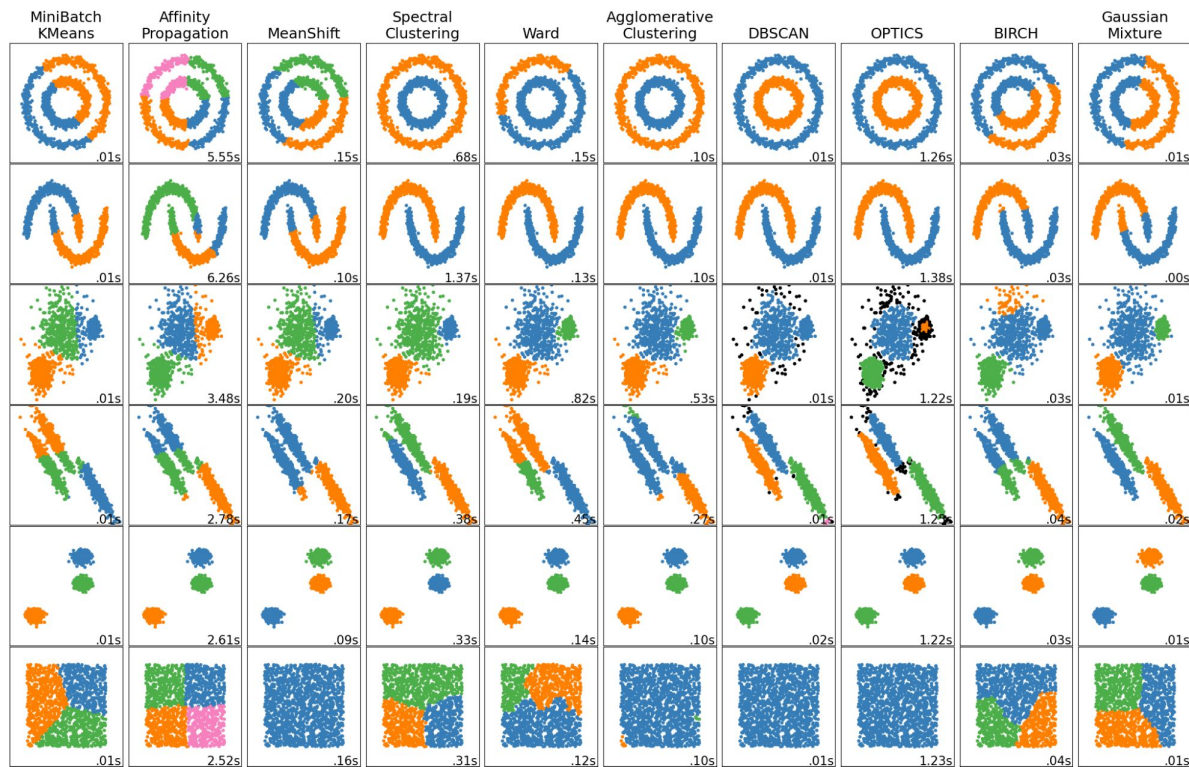 MiniBatch
KMeans
Affinity
Propagation
MeanShift
Spectral
Clustering
Ward
Agglomerative
Clustering
DBSCAN
OPTICS
BIRCH
Gaussian
Mixture
.01s 5.55s .15s .68s .15s .10s .01s 1.26s .03s .01s
.01s 6.26s .10s 1.37s .13s .10s .01s 1.38s .03s .00s
.01s 3.48s .20s .19s .82s .53s .01s 1.22s .03s .01s
.01s 2.78s .17s .38s .45s .27s .01s 1.25s .04s .02s
.01s 2.61s .09s .33s .14s .10s .02s 1.22s .03s .01s
.01s 2.52s .16s .31s .12s .10s .01s 1.23s .04s .01s